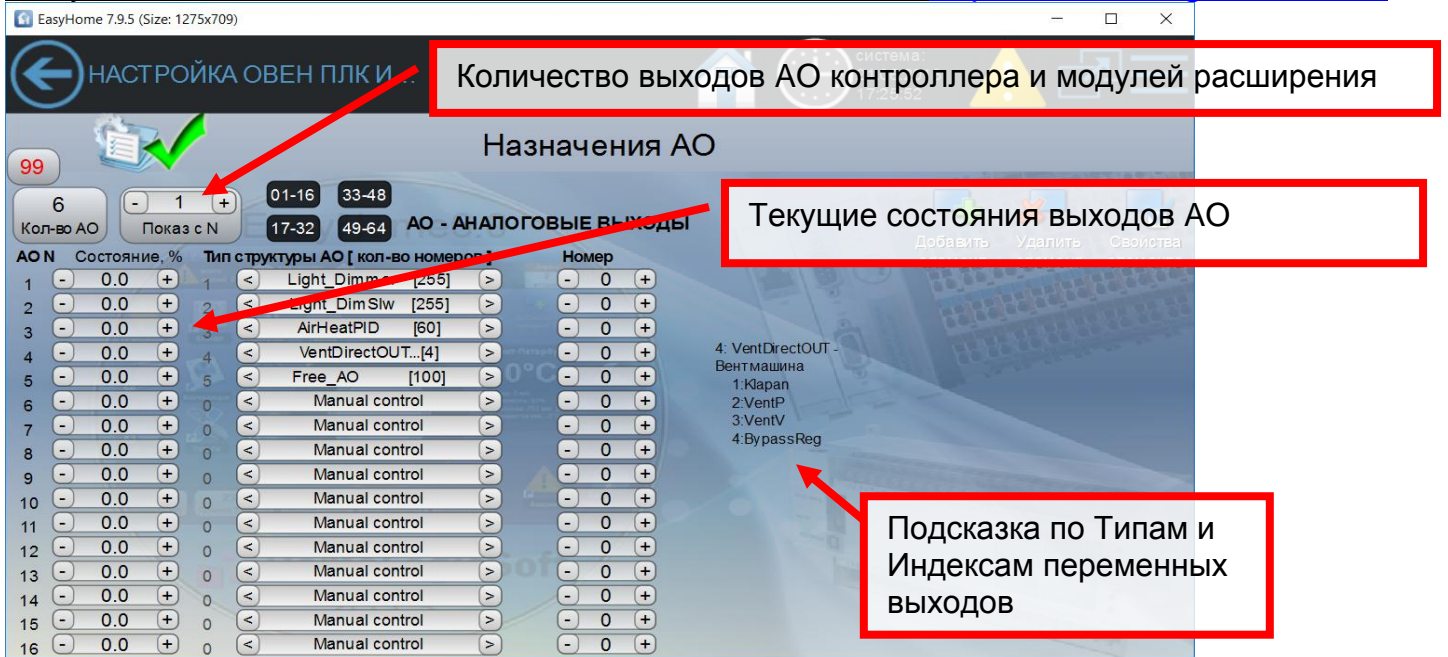 EasyHome 7.9.5 (Size: 1275x709)
НАСТРОЙКА ОВЕН ПЛК И...
система:
Количество выходов АО контроллера и модулей расширения
Назначения АО
99
6
Кол-во АО
- 1 +
Показ с N
01-16 33-48
17-32 49-64
АО - АНАЛОГОВЫЕ ВЫХОДЫ
Текущие состояния выходов АО
Добавить Удалить Свойства
АО N Состояние, % Тип структуры АО [ кол-во номеров ] Номер
1 - 0.0 + 1 < Light_Dimmer [255] > - 0 +
2 - 0.0 + 2 < Light_DimSlw [255] > - 0 +
3 - 0.0 + 3 < AirHeatPID [60] > - 0 +
4 - 0.0 + 4 < VentDirectOUT...[4] > - 0 +
5 - 0.0 + 5 < Free_AO [100] > - 0 +
6 - 0.0 + 0 < Manual control > - 0 +
7 - 0.0 + 0 < Manual control > - 0 +
8 - 0.0 + 0 < Manual control > - 0 +
9 - 0.0 + 0 < Manual control > - 0 +
10 - 0.0 + 0 < Manual control > - 0 +
11 - 0.0 + 0 < Manual control > - 0 +
12 - 0.0 + 0 < Manual control > - 0 +
13 - 0.0 + 0 < Manual control > - 0 +
14 - 0.0 + 0 < Manual control > - 0 +
15 - 0.0 + 0 < Manual control > - 0 +
16 - 0.0 + 0 < Manual control > - 0 +
4: VentDirectOUT -
Вентмашина
1:Klapan
2:VentP
3:VentV
4:BypassReg
Подсказка по Типам и
Индексам переменных
выходов